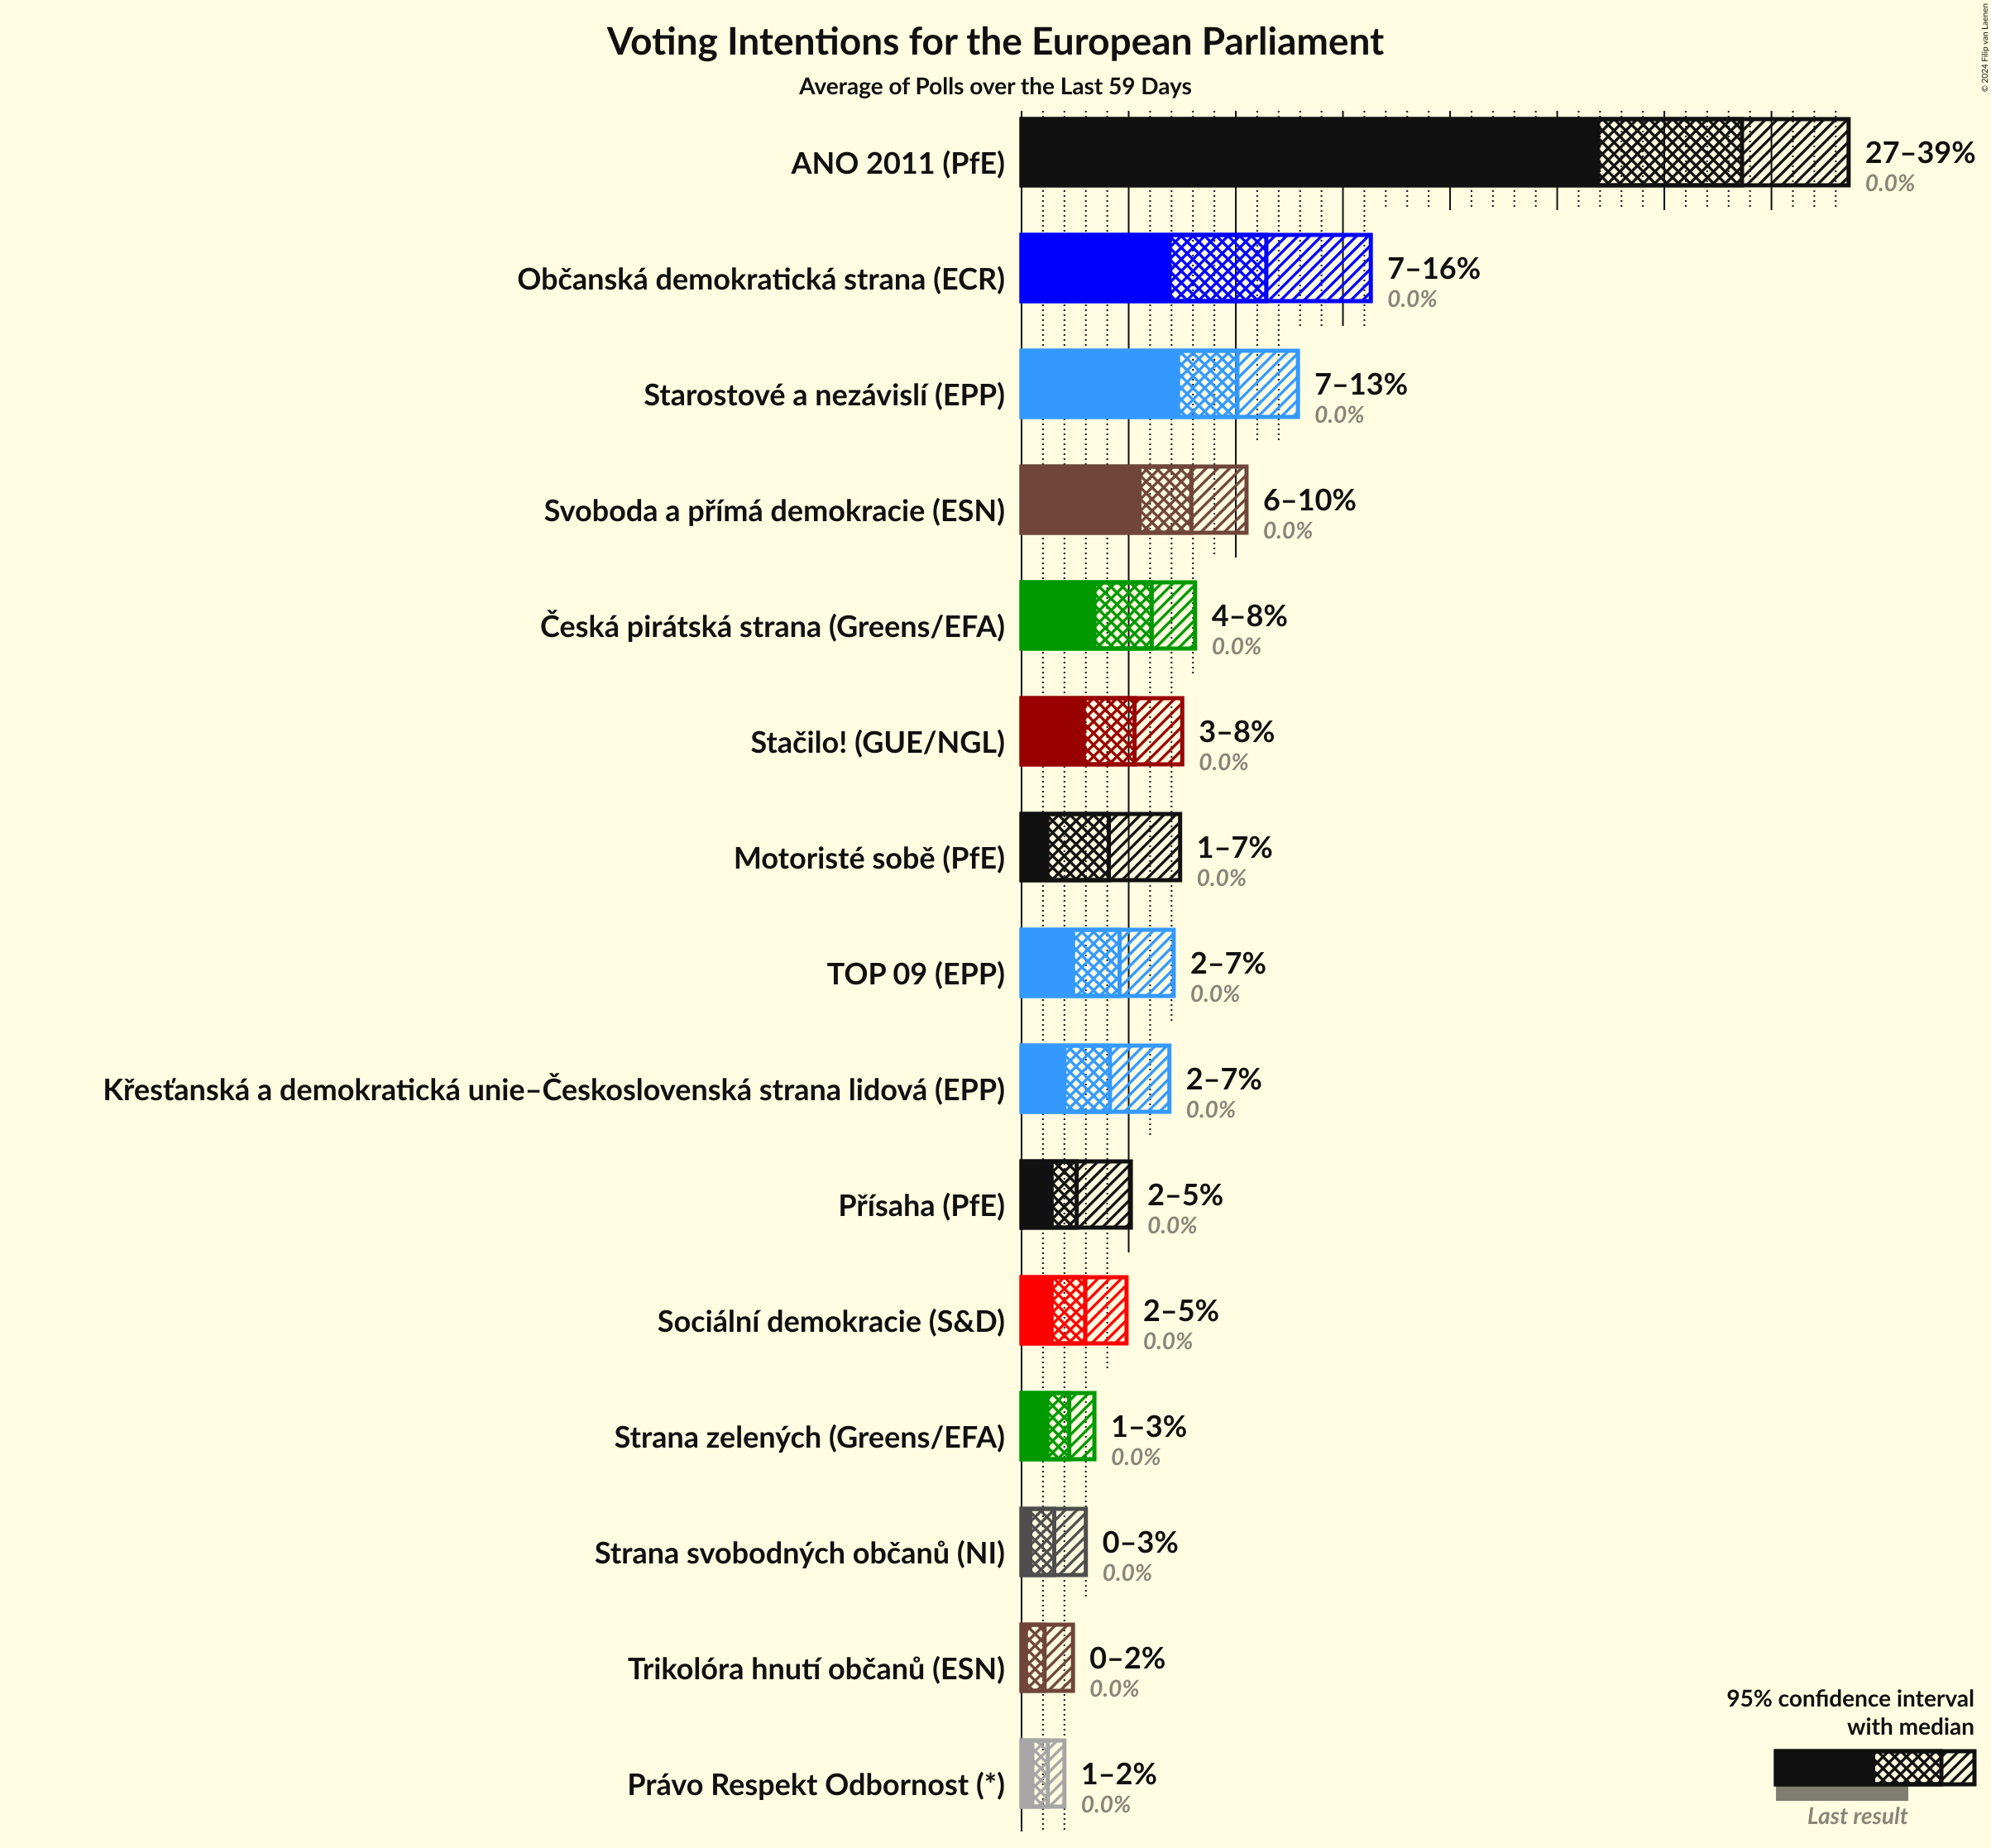 Voting Intentions for the European Parliament
Average of Polls over the Last 59 Days
© 2024 Filip van Laenen
ANO 2011 (PfE)
27–39%
0.0%
Občanská demokratická strana (ECR)
7–16%
0.0%
Starostové a nezávislí (EPP)
7–13%
0.0%
Svoboda a přímá demokracie (ESN)
6–10%
0.0%
Česká pirátská strana (Greens/EFA)
4–8%
0.0%
Stačilo! (GUE/NGL)
3–8%
0.0%
Motoristé sobě (PfE)
1–7%
0.0%
TOP 09 (EPP)
2–7%
0.0%
Křesťanská a demokratická unie–Československá strana lidová (EPP)
2–7%
0.0%
Přísaha (PfE)
2–5%
0.0%
Sociální demokracie (S&D)
2–5%
0.0%
Strana zelených (Greens/EFA)
1–3%
0.0%
Strana svobodných občanů (NI)
0–3%
0.0%
Trikolóra hnutí občanů (ESN)
0–2%
0.0%
Právo Respekt Odbornost (*)
1–2%
0.0%
95% confidence interval
with median
Last result